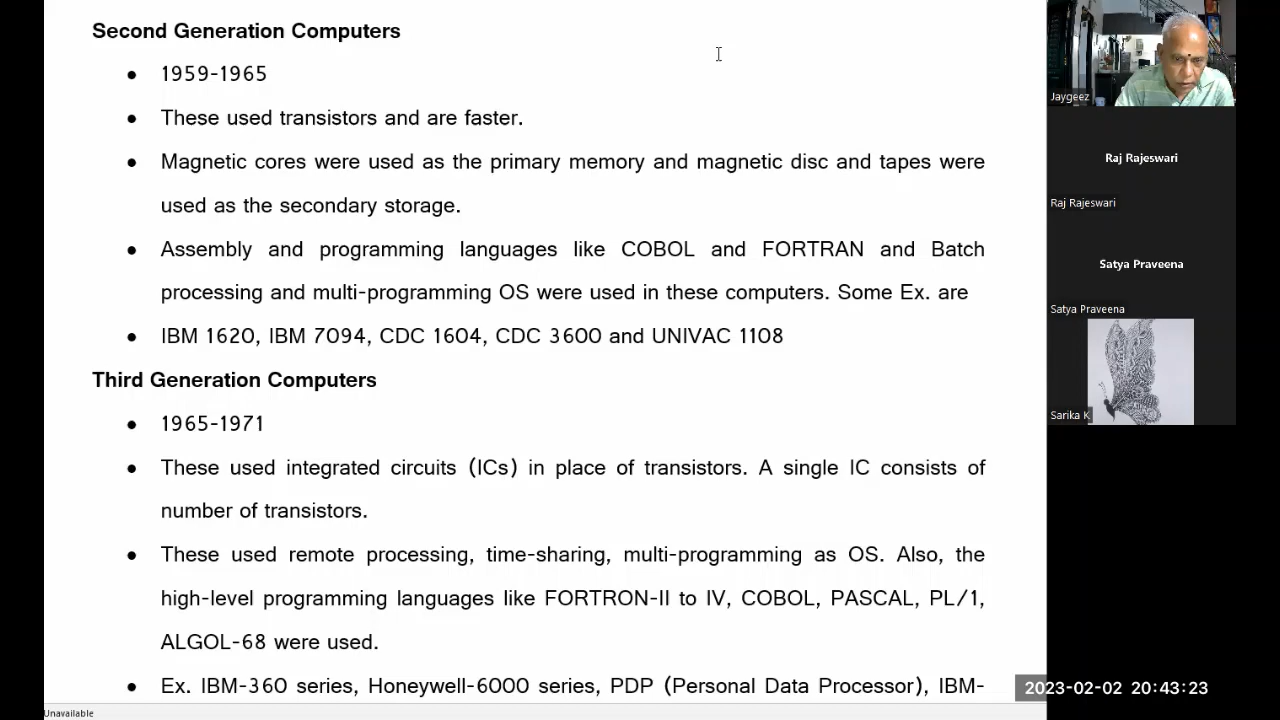 Second Generation Computers
● 1959-1965
● These used transistors and are faster.
● Magnetic cores were used as the primary memory and magnetic disc and tapes were
used as the secondary storage.
● Assembly and programming languages like COBOL and FORTRAN and Batch
processing and multi-programming OS were used in these computers. Some Ex. are
● IBM 1620, IBM 7094, CDC 1604, CDC 3600 and UNIVAC 1108
Third Generation Computers
● 1965-1971
● These used integrated circuits (ICs) in place of transistors. A single IC consists of
number of transistors.
● These used remote processing, time-sharing, multi-programming as OS. Also, the
high-level programming languages like FORTRON-II to IV, COBOL, PASCAL, PL/1,
ALGOL-68 were used.
● Ex. IBM-360 series, Honeywell-6000 series, PDP (Personal Data Processor), IBM-
Unavailable
Jaygeez
Raj Rajeswari
Raj Rajeswari
Satya Praveena
Satya Praveena
Sarika K
2023-02-02 20:43:23